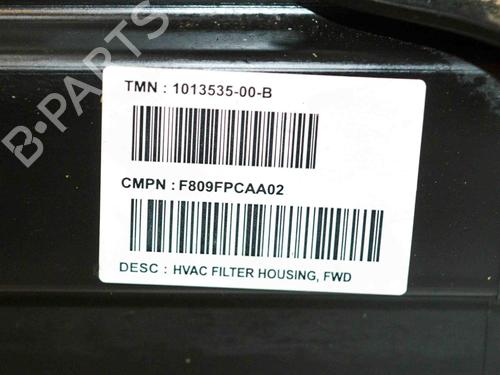 B-PARTS
TMN : 1013535-00-B
CMPN : F809FPCAA02
DESC : HVAC FILTER HOUSING, FWD